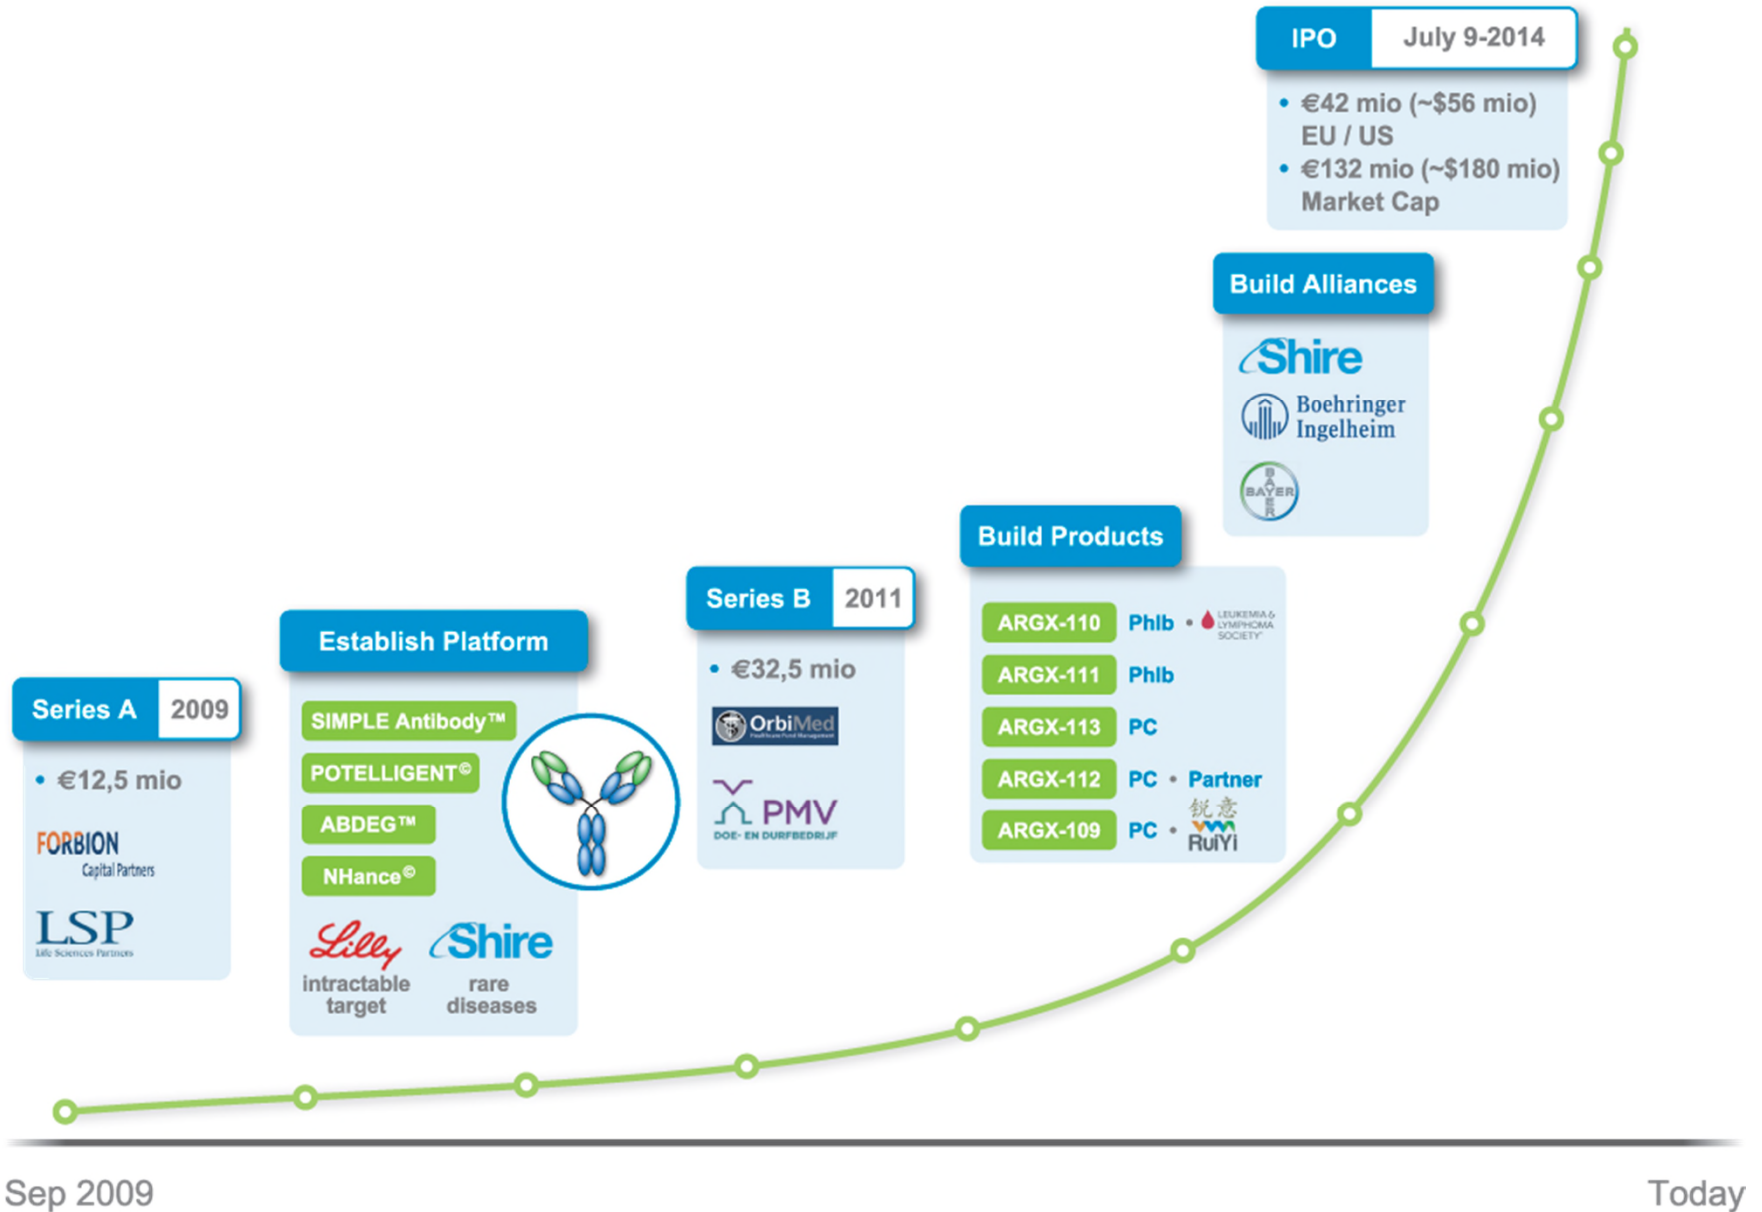 IPO
July 9-2014
• €42 mio (~$56 mio)
EU / US
• €132 mio (~$180 mio)
Market Cap
Build Alliances
Shire
Boehringer
Ingelheim
BAYER
BAYER
Build Products
ARGX-110 PhIb • LEUKEMIA &
LYMPHOMA
SOCIETY
ARGX-111 PhIb
ARGX-113 PC
ARGX-112 PC • Partner
ARGX-109 PC • 锐意
RuiYi
Series B 2011
• €32,5 mio
OrbiMed
Healthcare Fund Management
PMV
DOE- EN DURFBEDRIJF
Establish Platform
SIMPLE Antibody™
POTELLIGENT©
ABDEG™
NHance©
Lilly
intractable
target
Shire
rare
diseases
Series A 2009
• €12,5 mio
FORBION
Capital Partners
LSP
Life Sciences Partners
Sep 2009
Today